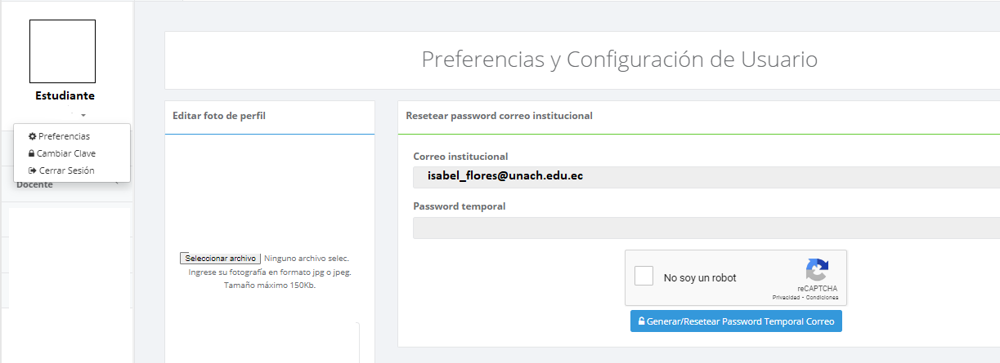 Estudiante
Preferencias
Cambiar Clave
Cerrar Sesión
Docente
Preferencias y Configuración de Usuario
Editar foto de perfil
Seleccionar archivo Ninguno archivo selec.
Ingrese su fotografía en formato jpg o jpeg.
Tamaño máximo 150Kb.
Resetear password correo institucional
Correo institucional
isabel_flores@unach.edu.ec
Password temporal
No soy un robot
reCAPTCHA
Privacidad - Condiciones
Generar/Resetear Password Temporal Correo